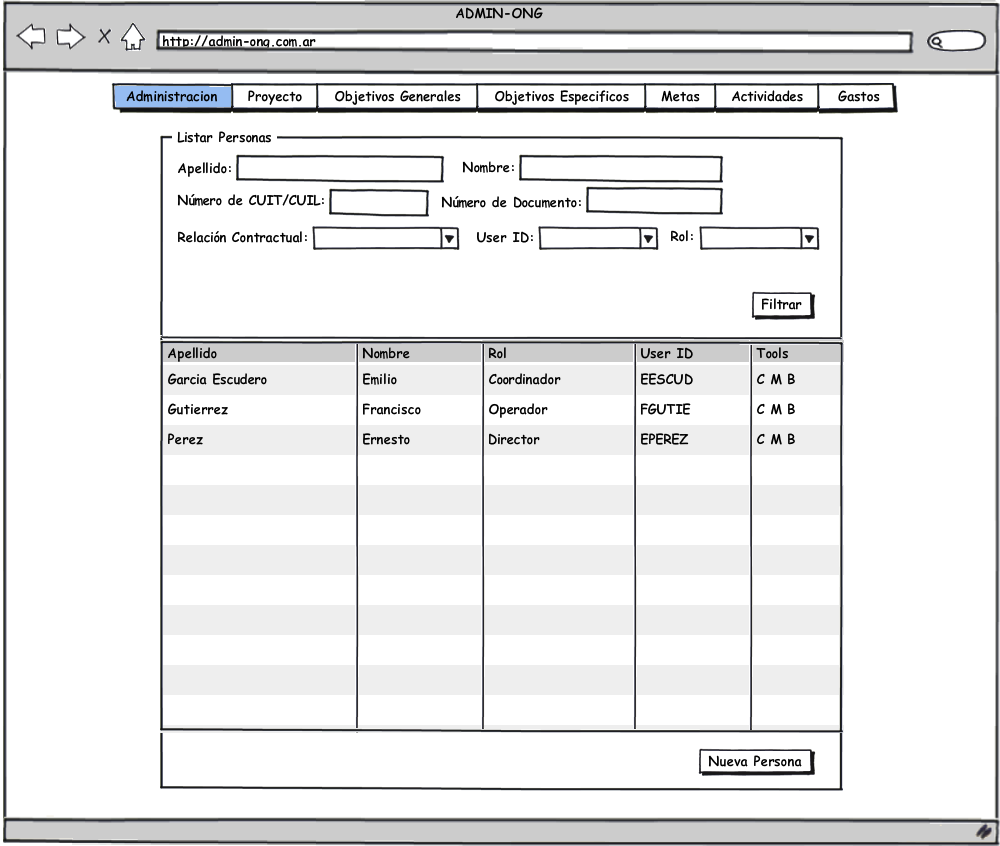 ADMIN-ONG
http://admin-ong.com.ar
Administracion Proyecto Objetivos Generales Objetivos Especificos Metas Actividades Gastos
Listar Personas
Apellido: Nombre:
Número de CUIT/CUIL: Número de Documento:
Relación Contractual: User ID: Rol:
Filtrar
Apellido Nombre Rol User ID Tools
Garcia Escudero Emilio Coordinador EESCUD C M B
Gutierrez Francisco Operador FGUTIE C M B
Perez Ernesto Director EPEREZ C M B
Nueva Persona